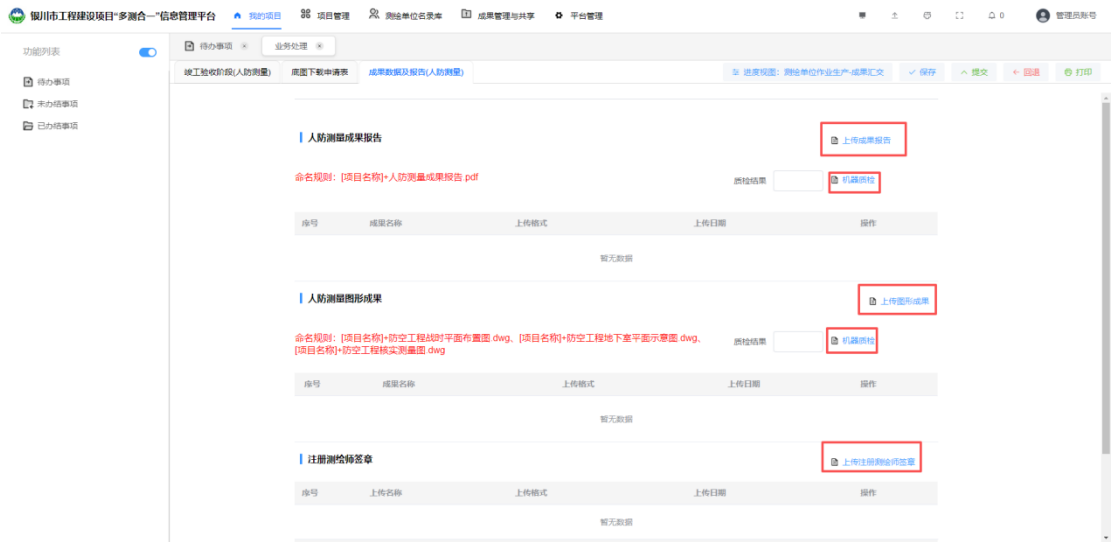 银川市工程建设项目“多测合一”信息管理平台 我的项目 项目管理 测绘单位名录库 成果管理与共享 平台管理 0 管理员账号
功能列表 待办事项 业务处理
竣工验收阶段(人防测量) 底图下载申请表 成果数据及报告(人防测量) 进度视图：测绘单位作业生产-成果汇交 保存 提交 回退 打印
待办事项
未办结事项
已办结事项
人防测量成果报告 上传成果报告
命名规则：[项目名称]+人防测量成果报告.pdf 质检结果 机器质检
序号 成果名称 上传格式 上传日期 操作
暂无数据
人防测量图形成果 上传图形成果
命名规则：[项目名称]+防空工程战时平面布置图.dwg、[项目名称]+防空工程地下室平面示意图.dwg、 质检结果 机器质检
[项目名称]+防空工程核实测量图.dwg
序号 成果名称 上传格式 上传日期 操作
暂无数据
注册测绘师签章 上传注册测绘师签章
序号 上传名称 上传格式 上传日期 操作
暂无数据